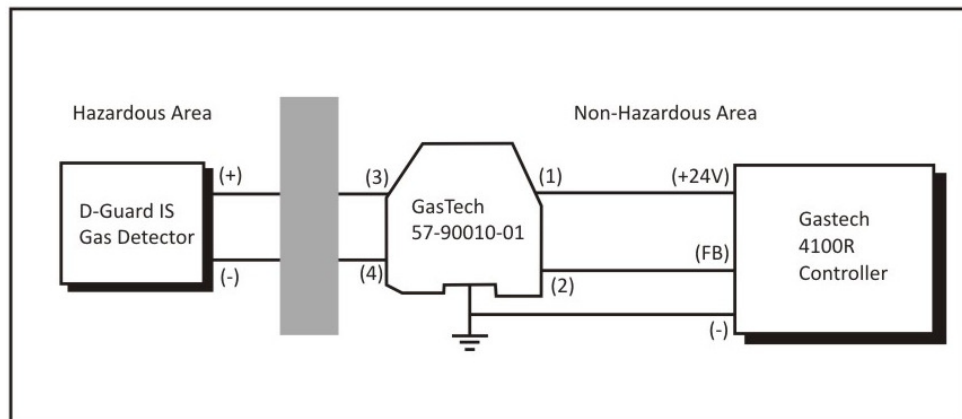 Hazardous Area
Non-Hazardous Area
(+)
(3)
(1)
(+24V)
D-Guard IS
Gas Detector
GasTech
57-90010-01
Gastech
4100R
Controller
(-)
(4)
(2)
(FB)
(-)